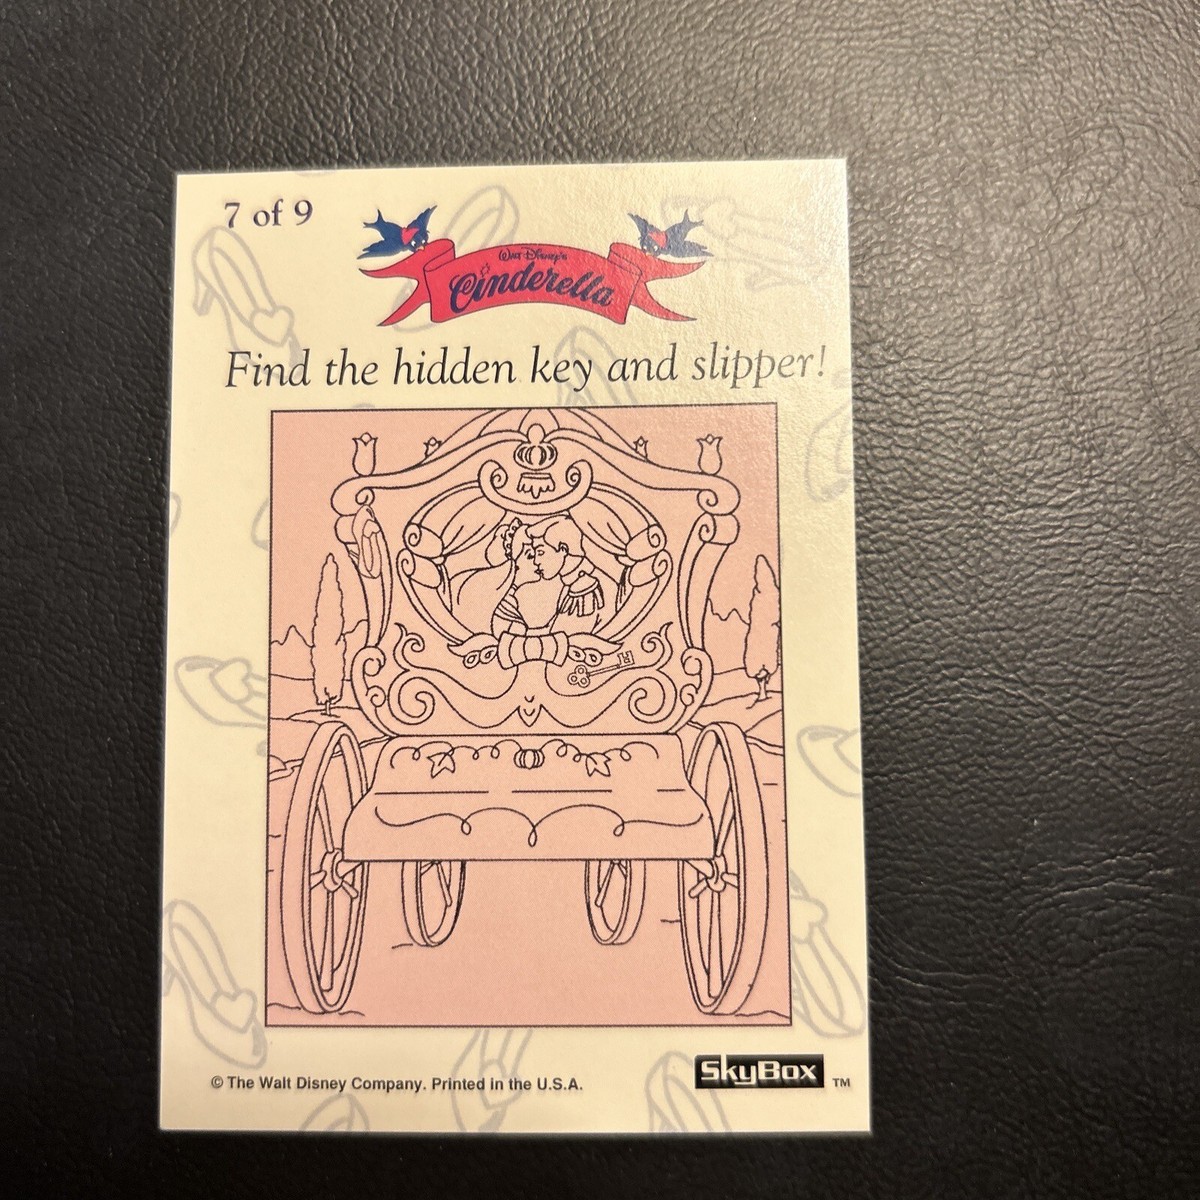 7 of 9
Walt Disney's
Cinderella
Find the hidden key and slipper!
© The Walt Disney Company. Printed in the U.S.A.
SkyBox TM